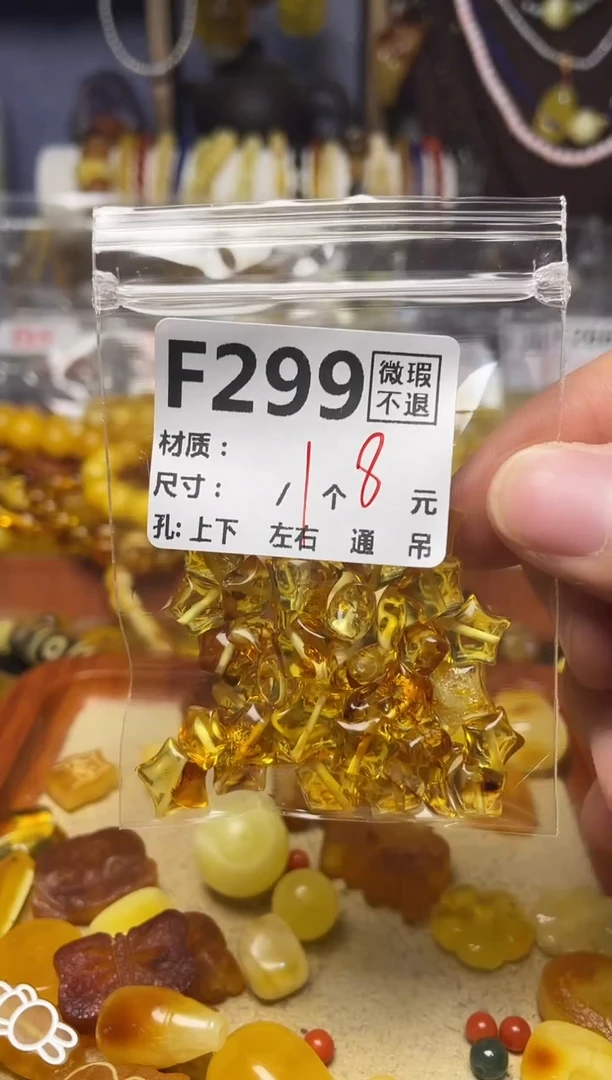 F299 微瑕
不退
材质：
尺寸： / 1 个 8 元
孔: 上下 左右 通 吊